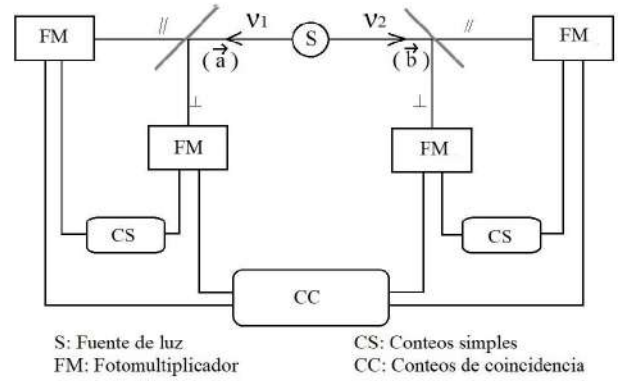 FM // ν1 S ν2 // FM
(a⃗) (b⃗)
⊥ ⊥
FM FM
CS CS
CC
S: Fuente de luz CS: Conteos simples
FM: Fotomultiplicador CC: Conteos de coincidencia